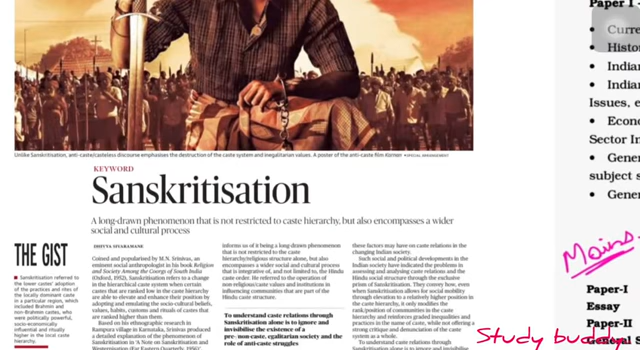 Unlike Sanskritisation, anti-caste/casteless discourse emphasises the destruction of the caste system and inegalitarian values. A poster of the anti-caste film
KEYWORD
Sanskritisation
A long-drawn phenomenon that is not restricted to caste hierarchy, but also encompasses a wider
social and cultural process
THE GIST
Sanskritisation referred to
the lower castes' adoption
of the practices and rites of
the locally dominant caste
in a particular region, which
included Brahmin and
non-Brahmin castes, who
were politically powerful,
socio-economically
influential and ritually
higher in the local caste
hierarchy.
Coined and popularised by M.N. Srinivas, an
eminent social anthropologist in his book Religion
and Society Among the Coorgs of South India
(Oxford, 1952), Sanskritisation refers to a change
in the hierarchical caste system when certain
castes that are ranked low in the caste hierarchy
are able to elevate and enhance their position by
adopting and emulating the socio-cultural beliefs,
values, habits, customs and rituals of castes that
are ranked higher than them.
Based on his ethnographic research in
Rampura village in Karnataka, Srinivas produced
a detailed explanation of the phenomenon of
Sanskritisation in 'A Note on Sanskritisation and
Westernisation' (Far Eastern Quarterly, 1956)
informs us of it being a long-drawn phenomenon
that is not restricted to the caste
hierarchy/religious structure alone, but also
encompasses a wider social and cultural process
that is integrative of, and not limited to, the Hindu
caste order. He referred to the operation of
non-religious/caste values and institutions in
influencing communities that are part of the
Hindu caste structure.
To understand caste relations through
Sanskritisation alone is to ignore and
invisibilise the existence of a
pre- non-caste, egalitarian society and the
role of anti-caste struggles
these factors may have on caste relations in the
changing Indian society.
Such social and political developments in the
Indian society have indicated the problems in
assessing and analysing caste relations and the
Hindu social structure through the exclusive
prism of Sanskritisation. They convey how, even
where Sanskritisation allows for social mobility
through elevation to a relatively higher position in
the caste hierarchy, it only modifies the
rank/position of communities in the caste
hierarchy and reinforces graded inequalities and
practices in the name of caste, while not offering a
strong critique and denunciation of the caste
system as a whole.
To understand caste relations through
Sanskritisation alone is to ignore and invisibilise
Paper I
Curre
Histo
Indian
Indian
Issues, e
Econo
Sector In
Gener
subject s
Gener
Mains
Paper-I
Essay
Paper-II
General
Study buddy